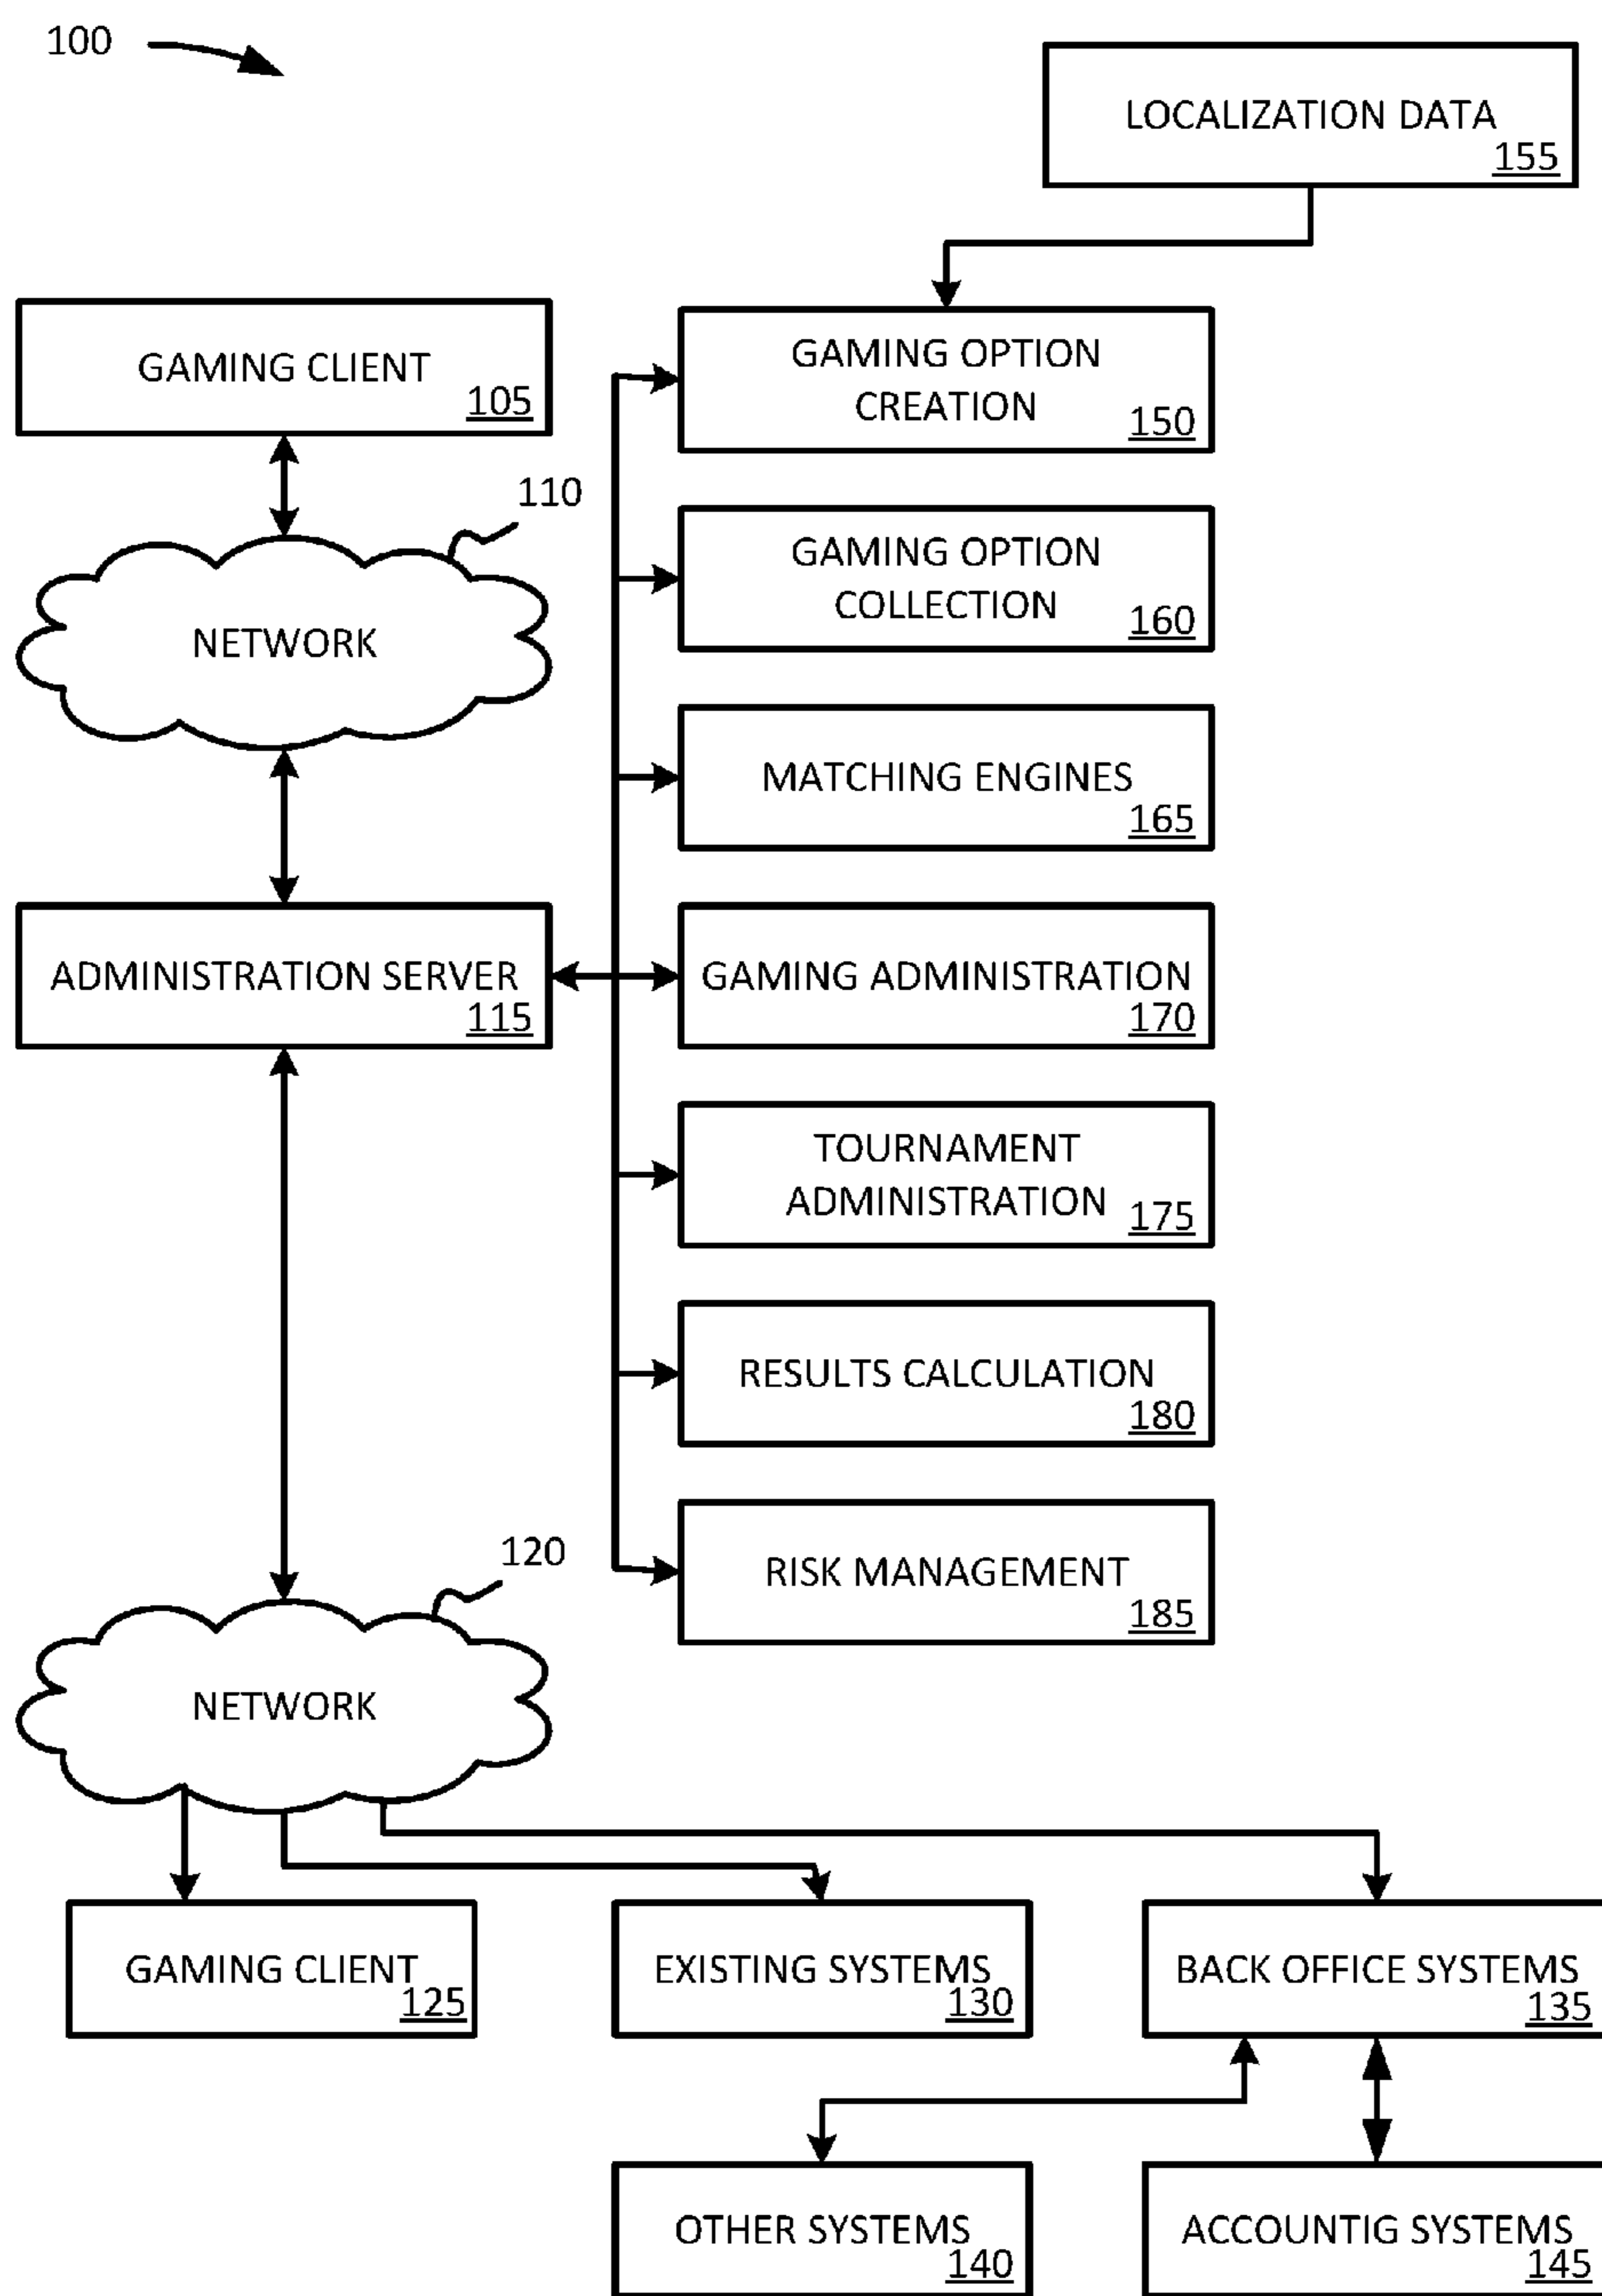 100
LOCALIZATION DATA
155
GAMING CLIENT
105
GAMING OPTION
CREATION
150
110
NETWORK
GAMING OPTION
COLLECTION
160
MATCHING ENGINES
165
ADMINISTRATION SERVER
115
GAMING ADMINISTRATION
170
TOURNAMENT
ADMINISTRATION
175
RESULTS CALCULATION
180
RISK MANAGEMENT
185
120
NETWORK
GAMING CLIENT
125
EXISTING SYSTEMS
130
BACK OFFICE SYSTEMS
135
OTHER SYSTEMS
140
ACCOUNTIG SYSTEMS
145